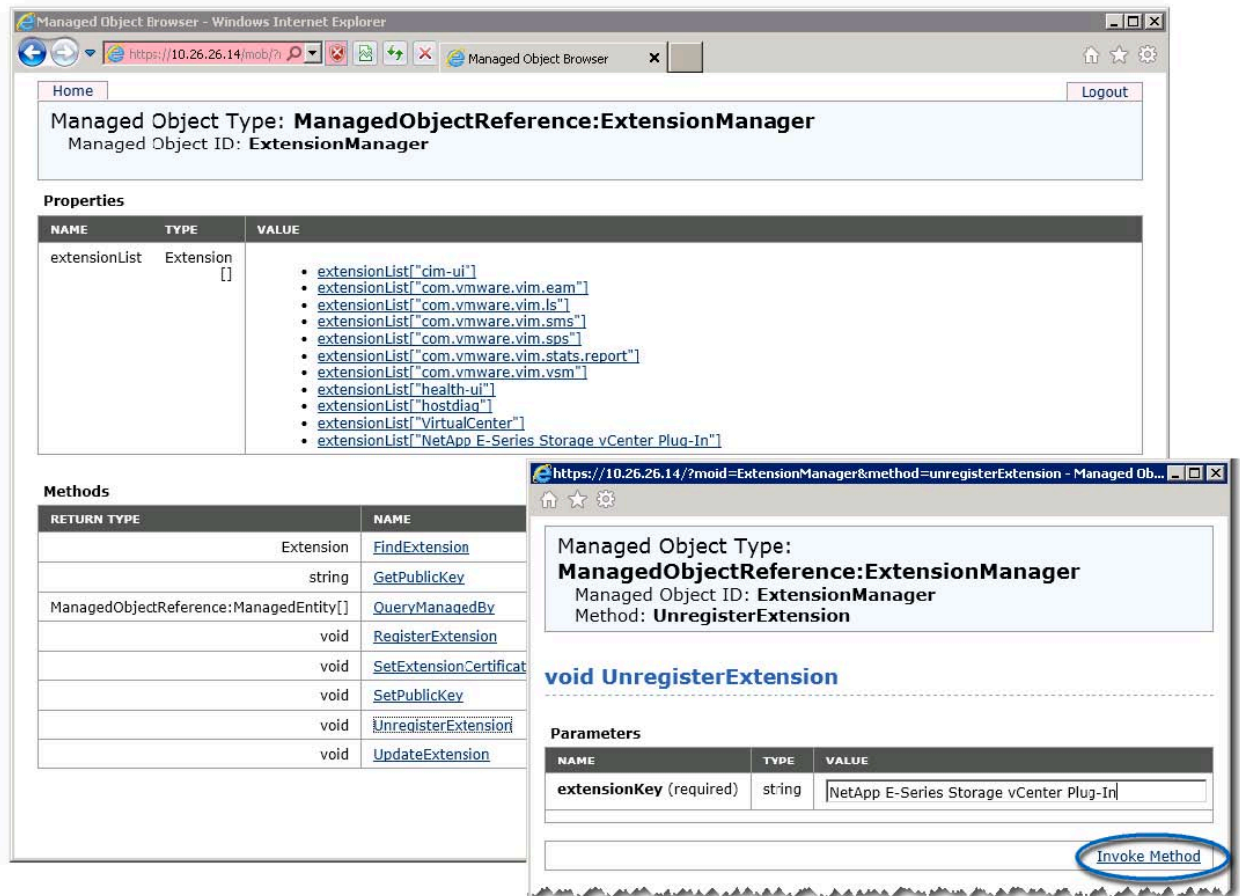 Managed Object Browser - Windows Internet Explorer
https://10.26.26.14/mob/?
Managed Object Browser
Home
Logout
Managed Object Type: ManagedObjectReference:ExtensionManager
Managed Object ID: ExtensionManager
Properties
NAME TYPE VALUE
extensionList Extension
[]
• extensionList["cim-ui"]
• extensionList["com.vmware.vim.eam"]
• extensionList["com.vmware.vim.ls"]
• extensionList["com.vmware.vim.sms"]
• extensionList["com.vmware.vim.sps"]
• extensionList["com.vmware.vim.stats.report"]
• extensionList["com.vmware.vim.vsm"]
• extensionList["health-ui"]
• extensionList["hostdiag"]
• extensionList["VirtualCenter"]
• extensionList["NetApp E-Series Storage vCenter Plug-In"]
Methods
RETURN TYPE NAME
Extension FindExtension
string GetPublicKey
ManagedObjectReference:ManagedEntity[] QueryManagedBy
void RegisterExtension
void SetExtensionCertificat
void SetPublicKey
void UnregisterExtension
void UpdateExtension
https://10.26.26.14/?moid=ExtensionManager&method=unregisterExtension - Managed Ob...
Managed Object Type:
ManagedObjectReference:ExtensionManager
Managed Object ID: ExtensionManager
Method: UnregisterExtension
void UnregisterExtension
Parameters
NAME TYPE VALUE
extensionKey (required) string NetApp E-Series Storage vCenter Plug-In
Invoke Method